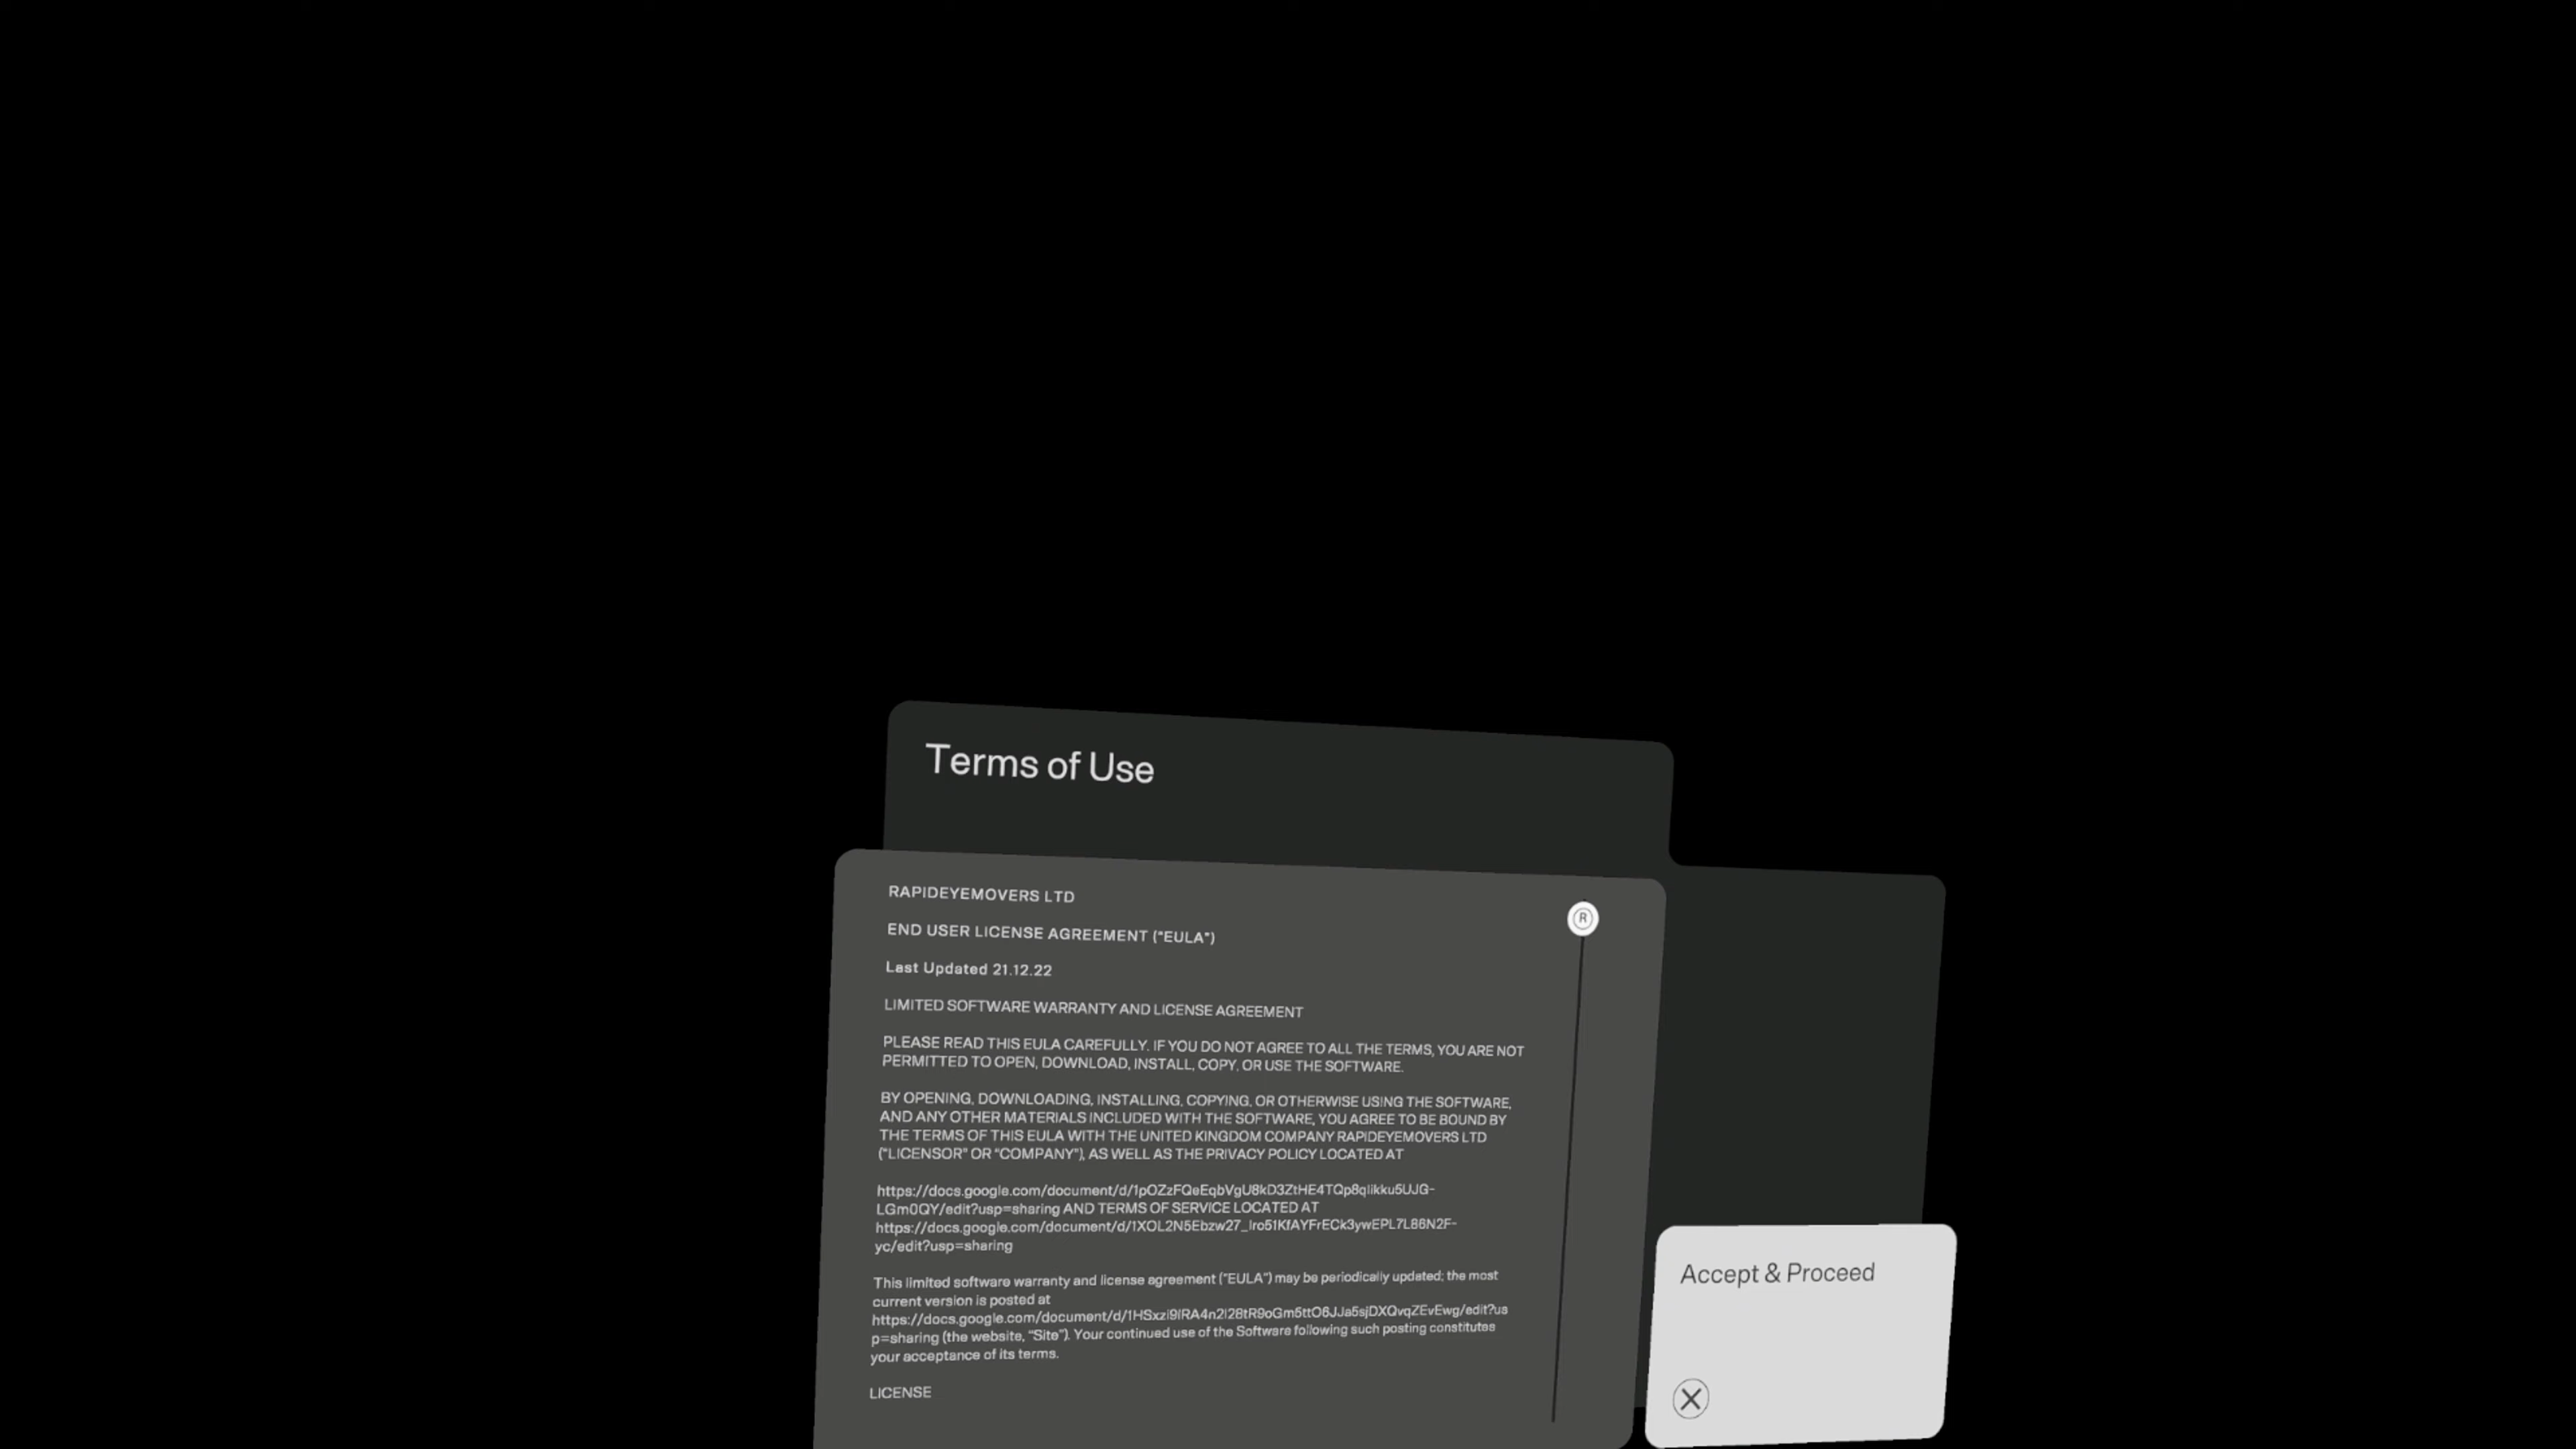 Terms of Use
RAPIDEYEMOVERS LTD
END USER LICENSE AGREEMENT (“EULA”)
Last Updated 21.12.22
LIMITED SOFTWARE WARRANTY AND LICENSE AGREEMENT
PLEASE READ THIS EULA CAREFULLY. IF YOU DO NOT AGREE TO ALL THE TERMS, YOU ARE NOT
PERMITTED TO OPEN, DOWNLOAD, INSTALL, COPY, OR USE THE SOFTWARE.
BY OPENING, DOWNLOADING, INSTALLING, COPYING, OR OTHERWISE USING THE SOFTWARE,
AND ANY OTHER MATERIALS INCLUDED WITH THE SOFTWARE, YOU AGREE TO BE BOUND BY
THE TERMS OF THIS EULA WITH THE UNITED KINGDOM COMPANY RAPIDEYEMOVERS LTD
(“LICENSOR” OR “COMPANY”), AS WELL AS THE PRIVACY POLICY LOCATED AT
LGm0QY/edit?usp=sharing AND TERMS OF SERVICE LOCATED AT
yc/edit?usp=sharing
This limited software warranty and license agreement (“EULA”) may be periodically updated; the most
current version is posted at
p=sharing (the website, “Site”). Your continued use of the Software following such posting constitutes
your acceptance of its terms.
LICENSE
R
Accept & Proceed